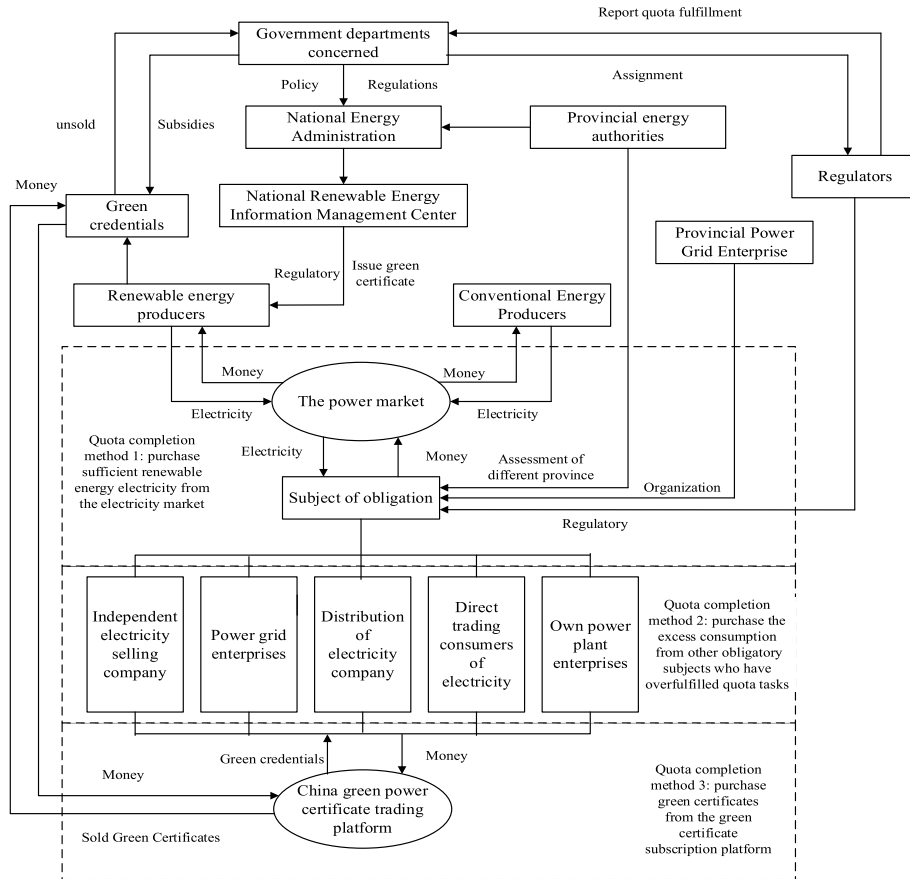 Report quota fulfillment
Government departments
concerned
Assignment
Policy
Regulations
unsold
Subsidies
National Energy
Administration
Provincial energy
authorities
Regulators
Money
Green
credentials
National Renewable Energy
Information Management Center
Provincial Power
Grid Enterprise
Regulatory
Issue green
certificate
Renewable energy
producers
Conventional Energy
Producers
Money
Money
The power market
Electricity
Electricity
Quota completion
method 1: purchase
sufficient renewable
energy electricity from
the electricity market
Electricity
Money
Assessment of
different province
Subject of obligation
Organization
Regulatory
Independent
electricity
selling
company
Power grid
enterprises
Distribution
of
electricity
company
Direct
trading
consumers
of
electricity
Own power
plant
enterprises
Quota completion
method 2: purchase the
excess consumption
from other obligatory
subjects who have
overfulfilled quota tasks
Green credentials
Money
Money
China green power
certificate trading
platform
Sold Green Certificates
Quota completion
method 3: purchase
green certificates
from the green
certificate
subscription platform